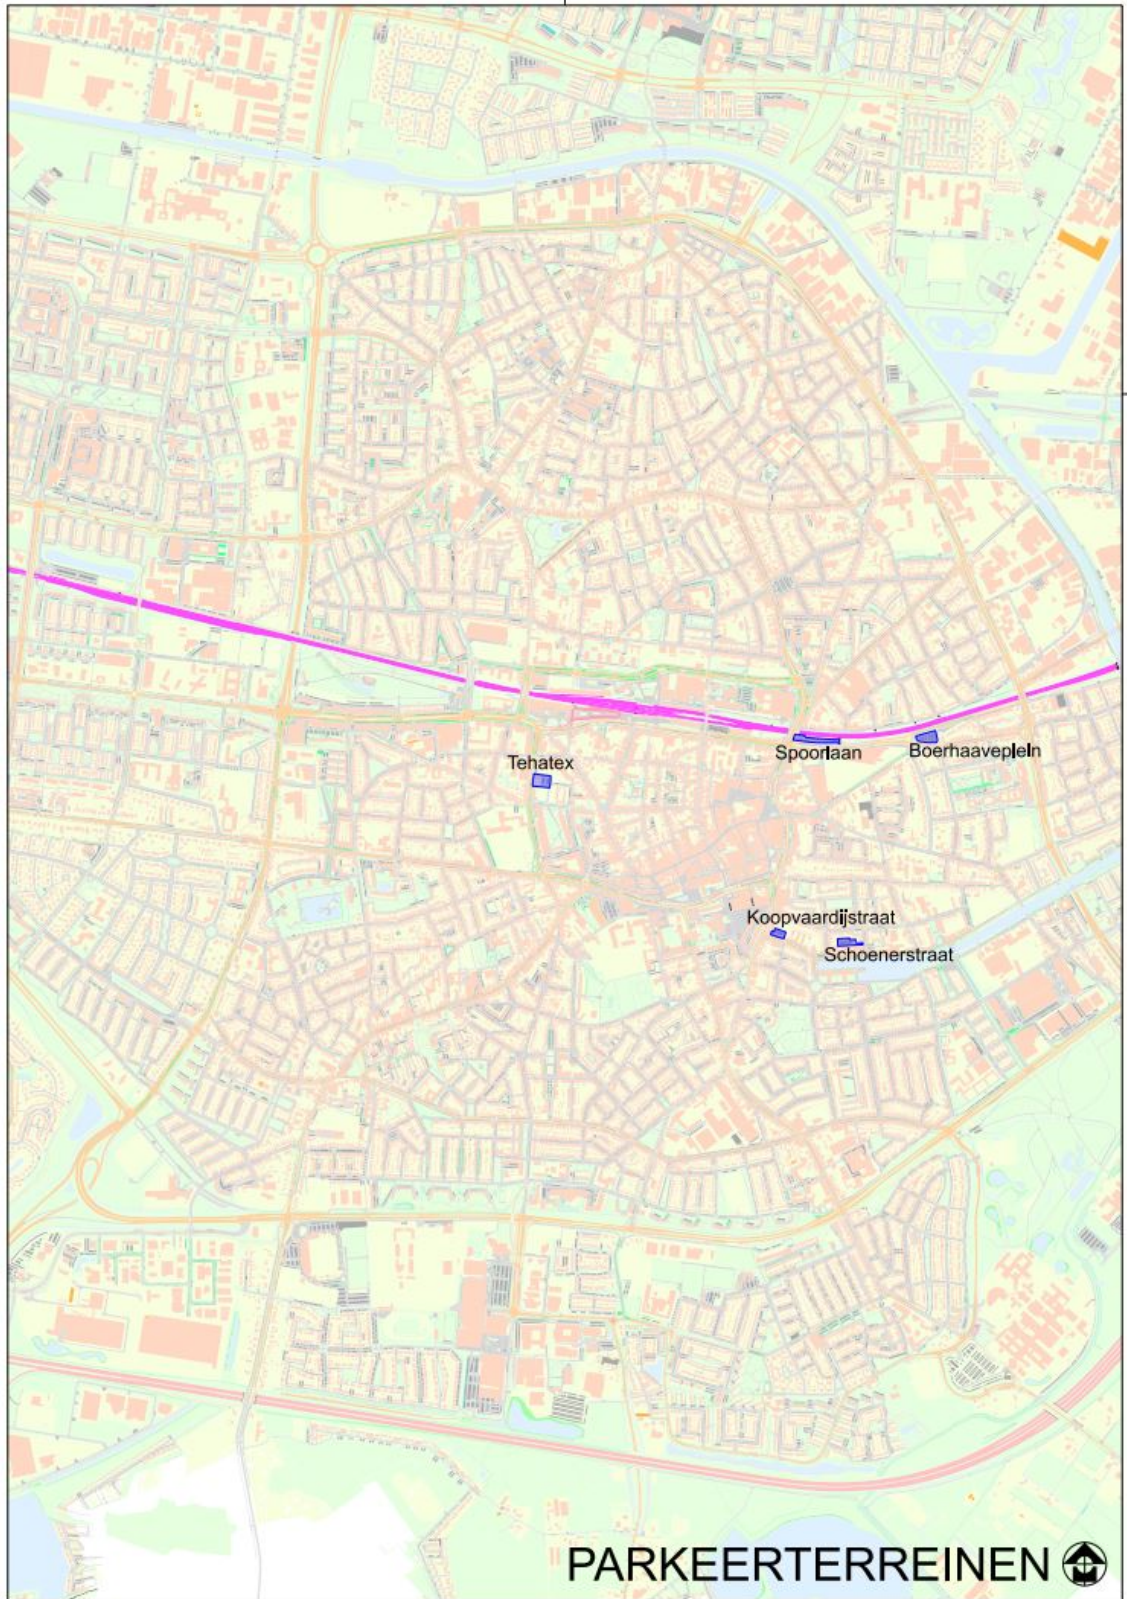 Spoorlaan
Boerhaaveplein
Tehatex
Koopvaardijstraat
Schoenerstraat
PARKEERTERREINEN